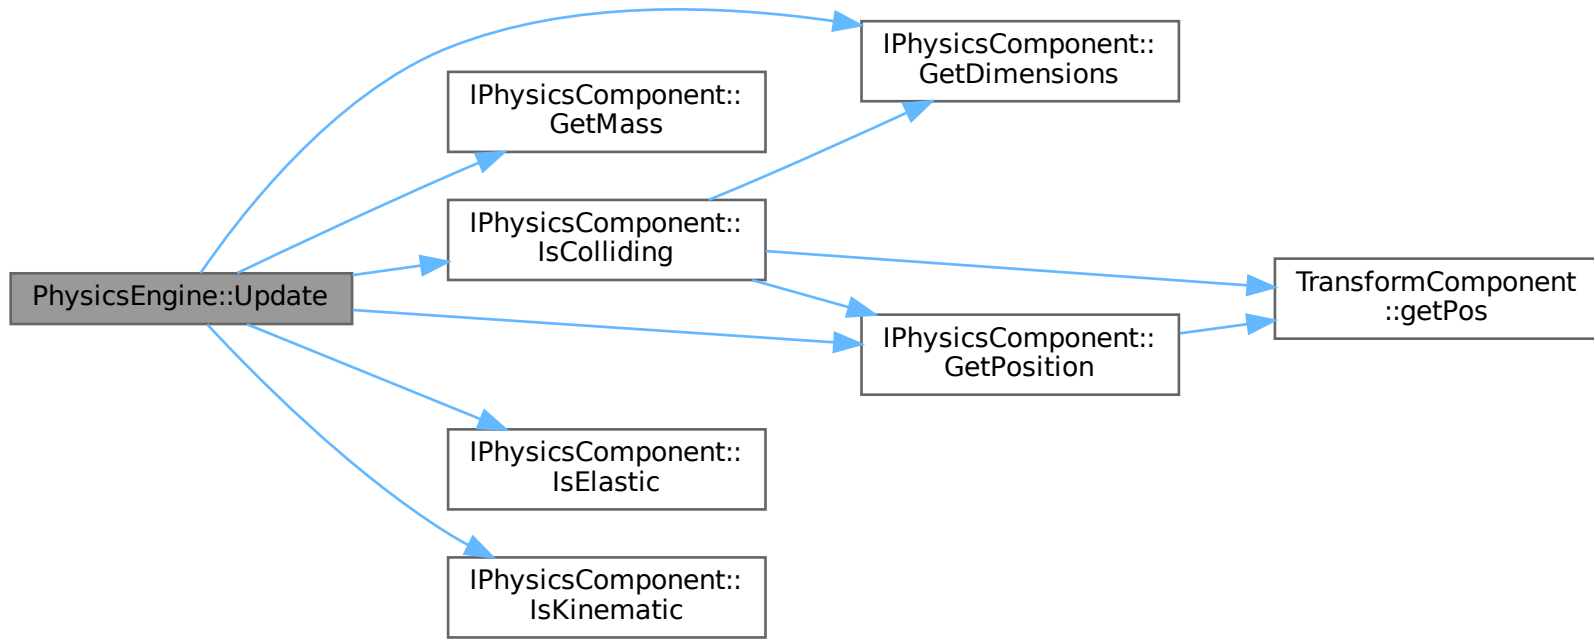 IPhysicsComponent::
GetDimensions
IPhysicsComponent::
GetMass
IPhysicsComponent::
IsColliding
PhysicsEngine::Update
TransformComponent
::getPos
IPhysicsComponent::
GetPosition
IPhysicsComponent::
IsElastic
IPhysicsComponent::
IsKinematic